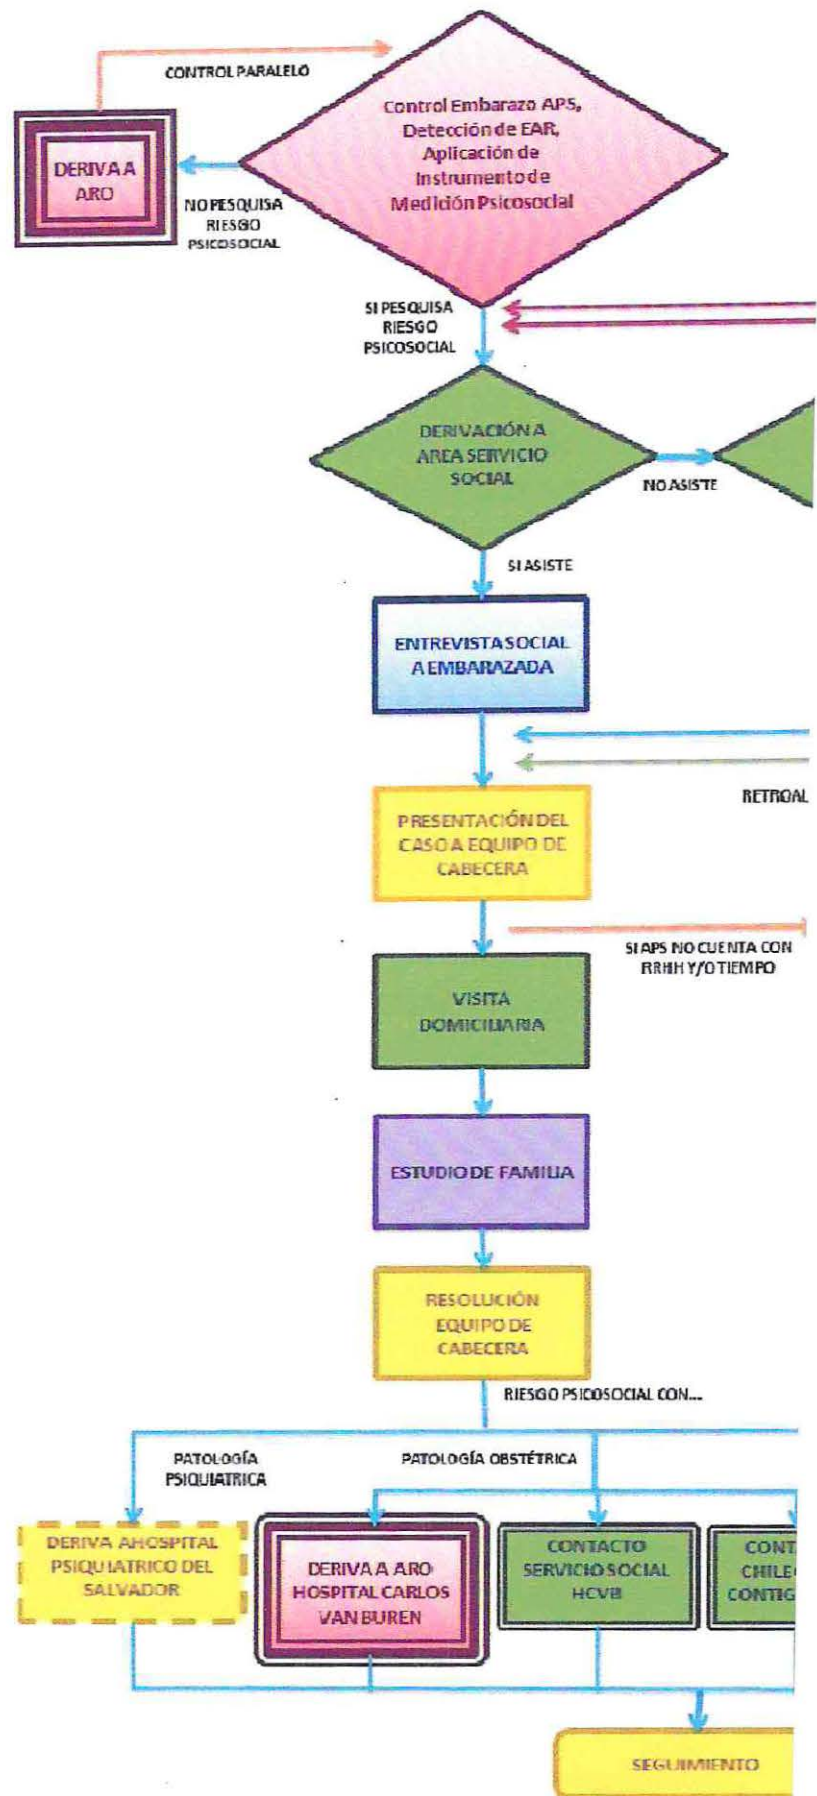 CONTROL PARALELO
Control Embarazo APS,
Detección de EAR,
Aplicación de
Instrumento de
Medición Psicosocial
DERIVA A
ARO
NO PESQUISA
RIESGO
PSICOSOCIAL
SI PESQUISA
RIESGO
PSICOSOCIAL
DERIVACIÓN A
AREA SERVICIO
SOCIAL
NO ASISTE
SI ASISTE
ENTREVISTA SOCIAL
A EMBARAZADA
RETROAL
PRESENTACIÓN DEL
CASO A EQUIPO DE
CABECERA
SI APS NO CUENTA CON
RRHH Y/O TIEMPO
VISITA
DOMICILIARIA
ESTUDIO DE FAMILIA
RESOLUCIÓN
EQUIPO DE
CABECERA
RIESGO PSICOSOCIAL CON...
PATOLOGÍA
PSIQUIATRICA
PATOLOGÍA OBSTÉTRICA
DERIVA AHOSPITAL
PSIQUIATRICO DEL
SALVADOR
DERIVA A ARO
HOSPITAL CARLOS
VAN BUREN
CONTACTO
SERVICIO SOCIAL
HCVB
CONTA
CHILE
CONTIG
SEGUIMIENTO